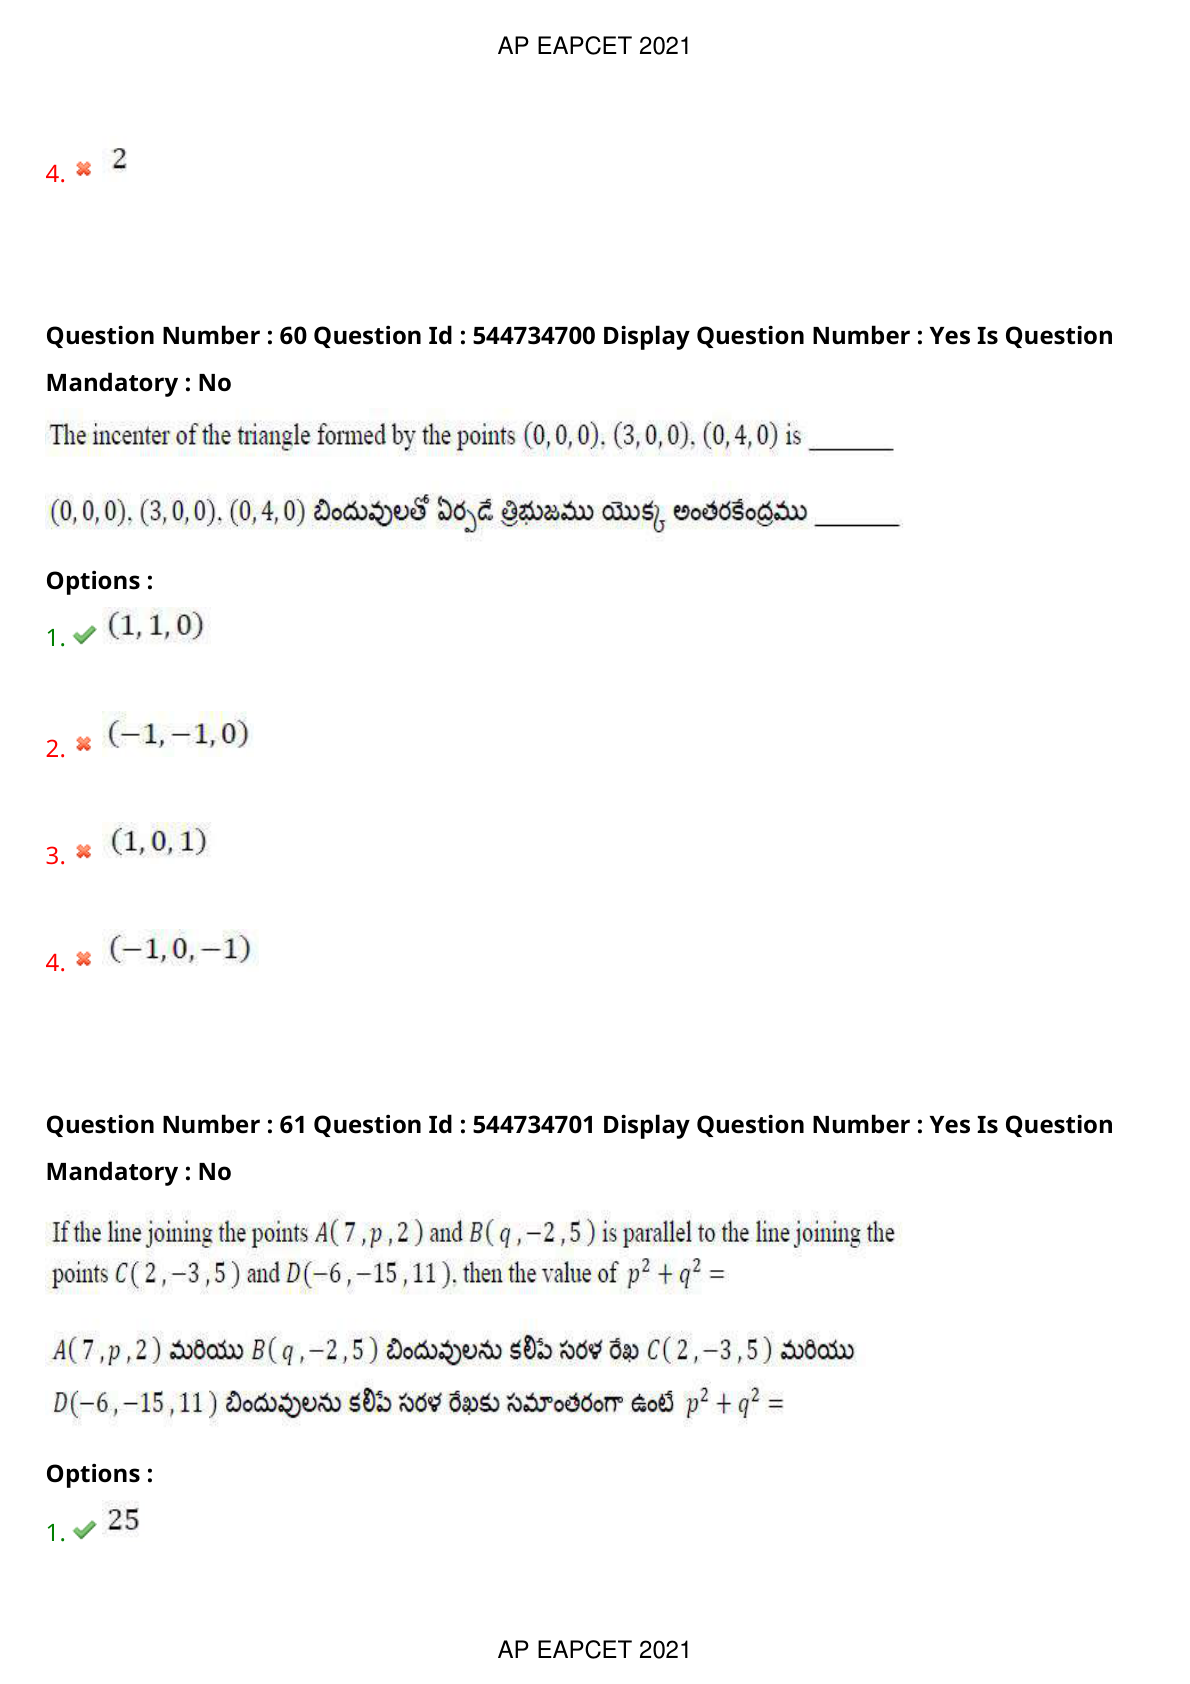 AP EAPCET 2021
4. ✖ 2
Question Number : 60 Question Id : 544734700 Display Question Number : Yes Is Question
Mandatory : No
The incenter of the triangle formed by the points (0, 0, 0), (3, 0, 0), (0, 4, 0) is _______
(0, 0, 0), (3, 0, 0), (0, 4, 0) బిందువులతో ఏర్పడే త్రిభుజము యొక్క అంతరకేంద్రము _______
Options :
1. ✔ (1, 1, 0)
2. ✖ (−1, −1, 0)
3. ✖ (1, 0, 1)
4. ✖ (−1, 0, −1)
Question Number : 61 Question Id : 544734701 Display Question Number : Yes Is Question
Mandatory : No
If the line joining the points A( 7 , p , 2 ) and B( q , −2 , 5 ) is parallel to the line joining the
points C( 2 , −3 , 5 ) and D(−6 , −15 , 11 ), then the value of p² + q² =
A( 7 , p , 2 ) మరియు B( q , −2 , 5 ) బిందువులను కలిపే సరళ రేఖ C( 2 , −3 , 5 ) మరియు
D(−6 , −15 , 11 ) బిందువులను కలిపే సరళ రేఖకు సమాంతరంగా ఉంటే p² + q² =
Options :
1. ✔ 25
AP EAPCET 2021